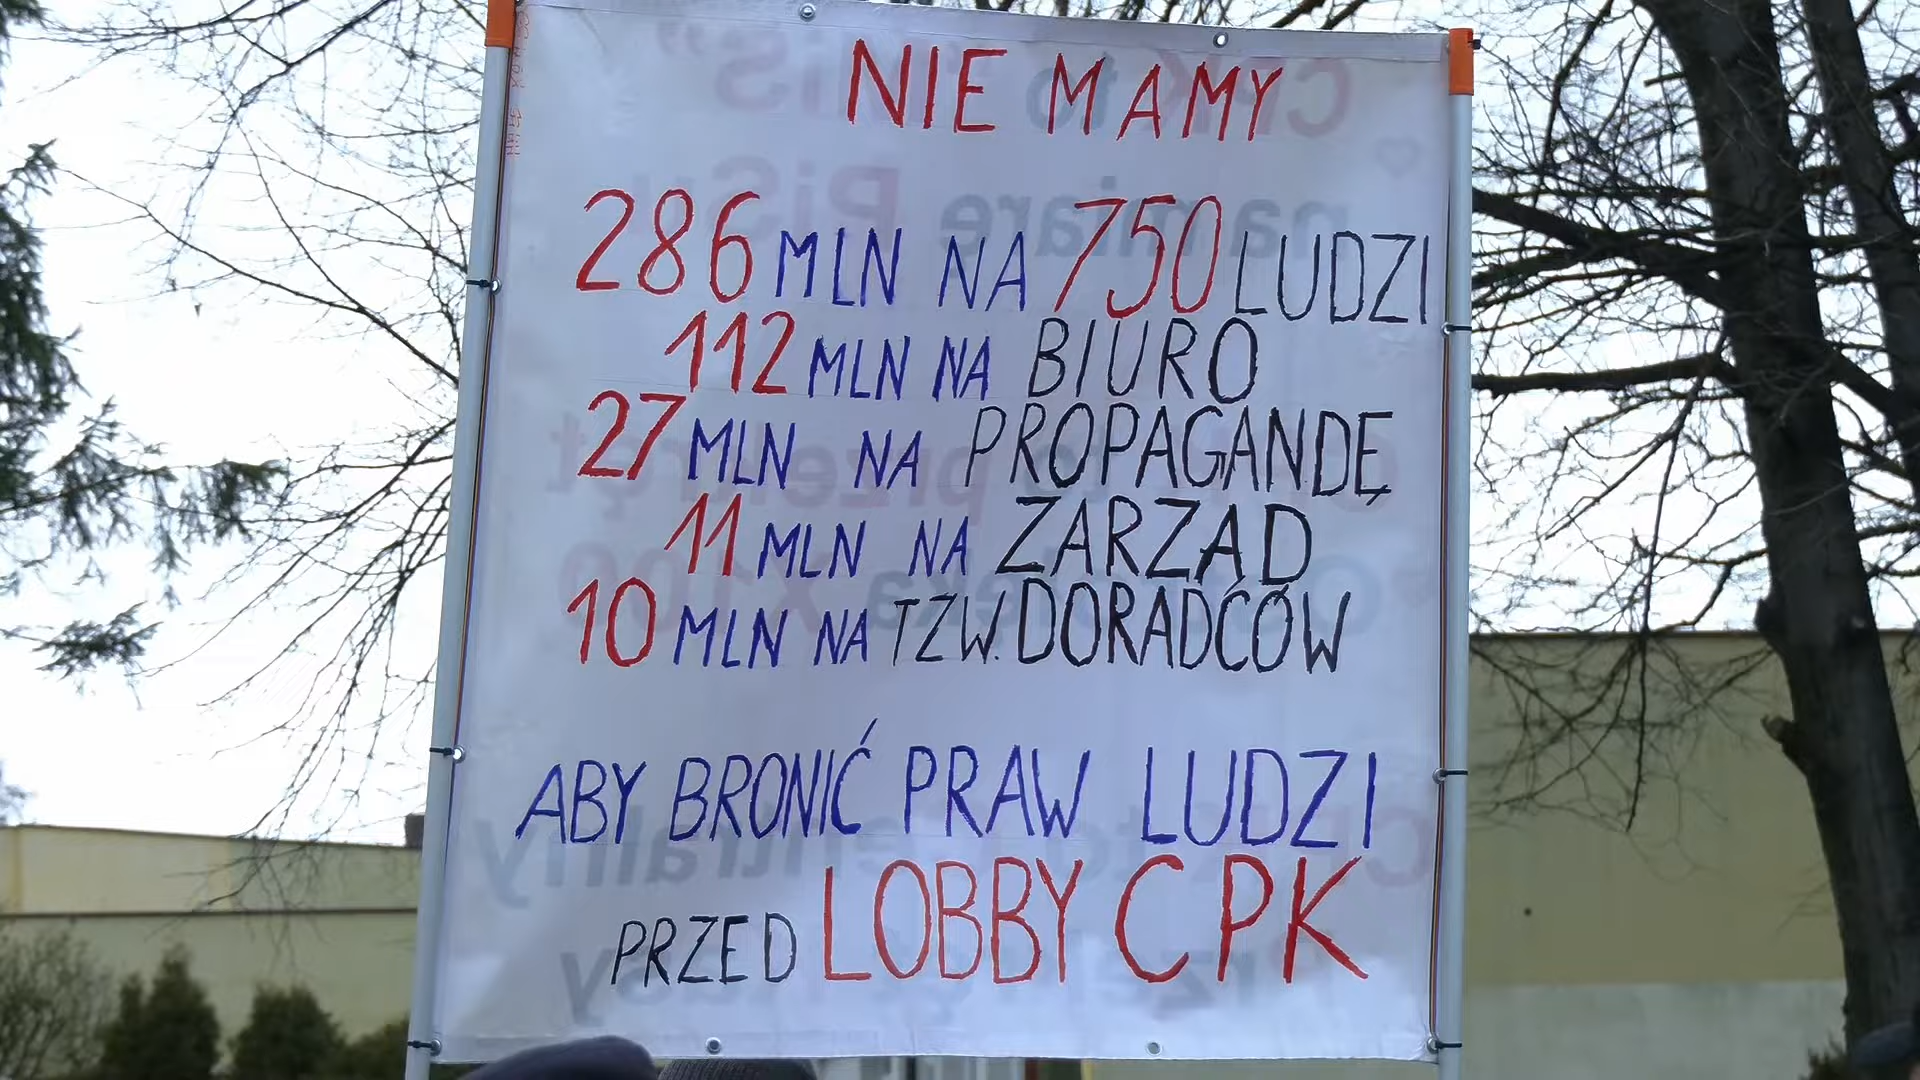 NIE MAMY
286 MLN NA 750 LUDZI
112 MLN NA BIURO
27 MLN NA PROPAGANDĘ
11 MLN NA ZARZĄD
10 MLN NA TZW. DORADCÓW
ABY BRONIĆ PRAW LUDZI
PRZED LOBBY CPK